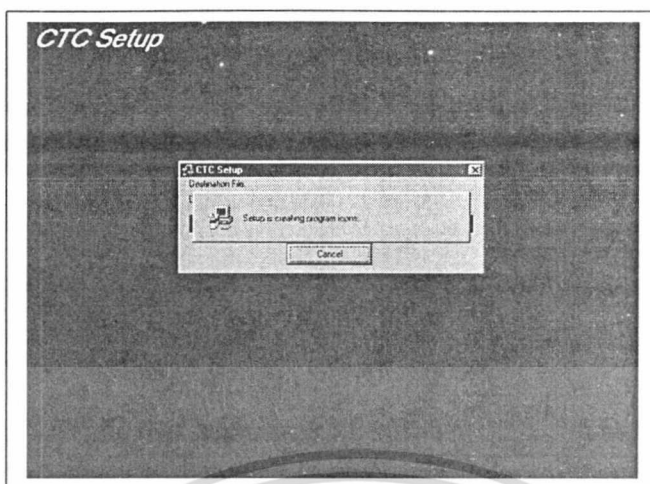 CTC Setup
CTC Setup
Destination File
Setup is creating program icons...
Cancel